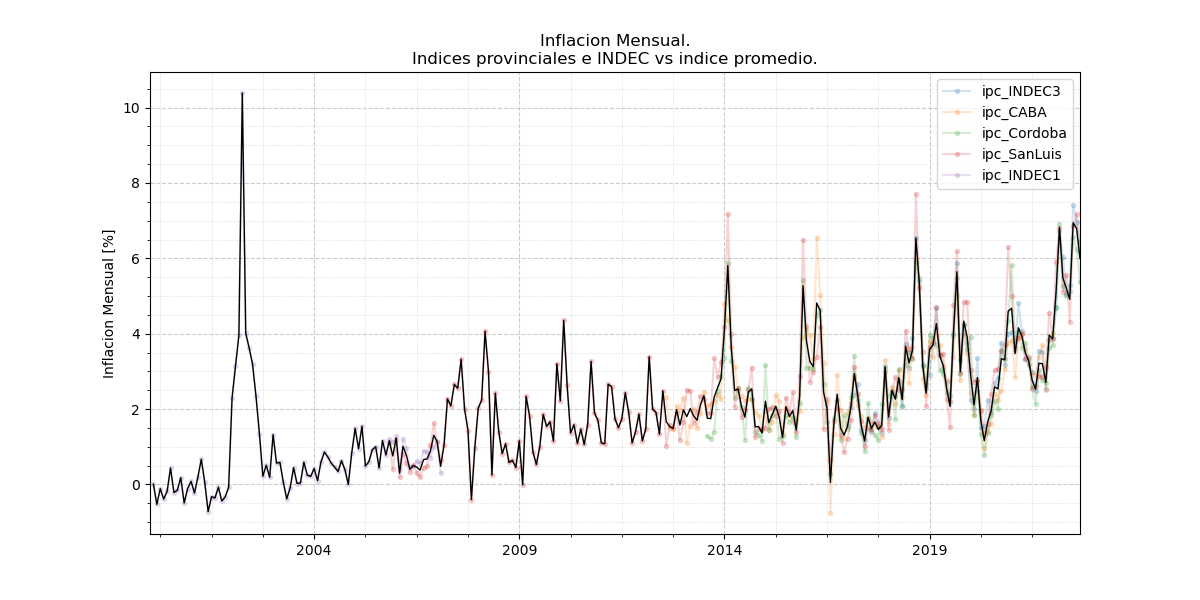 Inflacion Mensual.
Indices provinciales e INDEC vs indice promedio.
Inflacion Mensual [%]
10
8
6
4
2
0
2004
2009
2014
2019
ipc_INDEC3
ipc_CABA
ipc_Cordoba
ipc_SanLuis
ipc_INDEC1